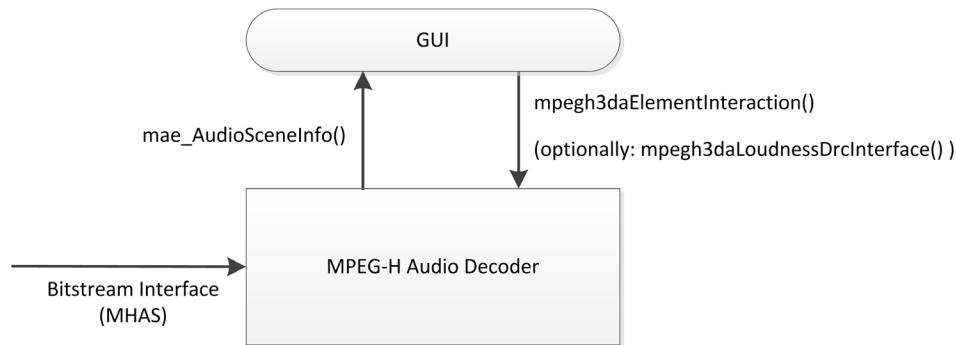 GUI
mae_AudioSceneInfo()
mpegh3daElementInteraction()
(optionally: mpegh3daLoudnessDrcInterface() )
MPEG-H Audio Decoder
Bitstream Interface
(MHAS)